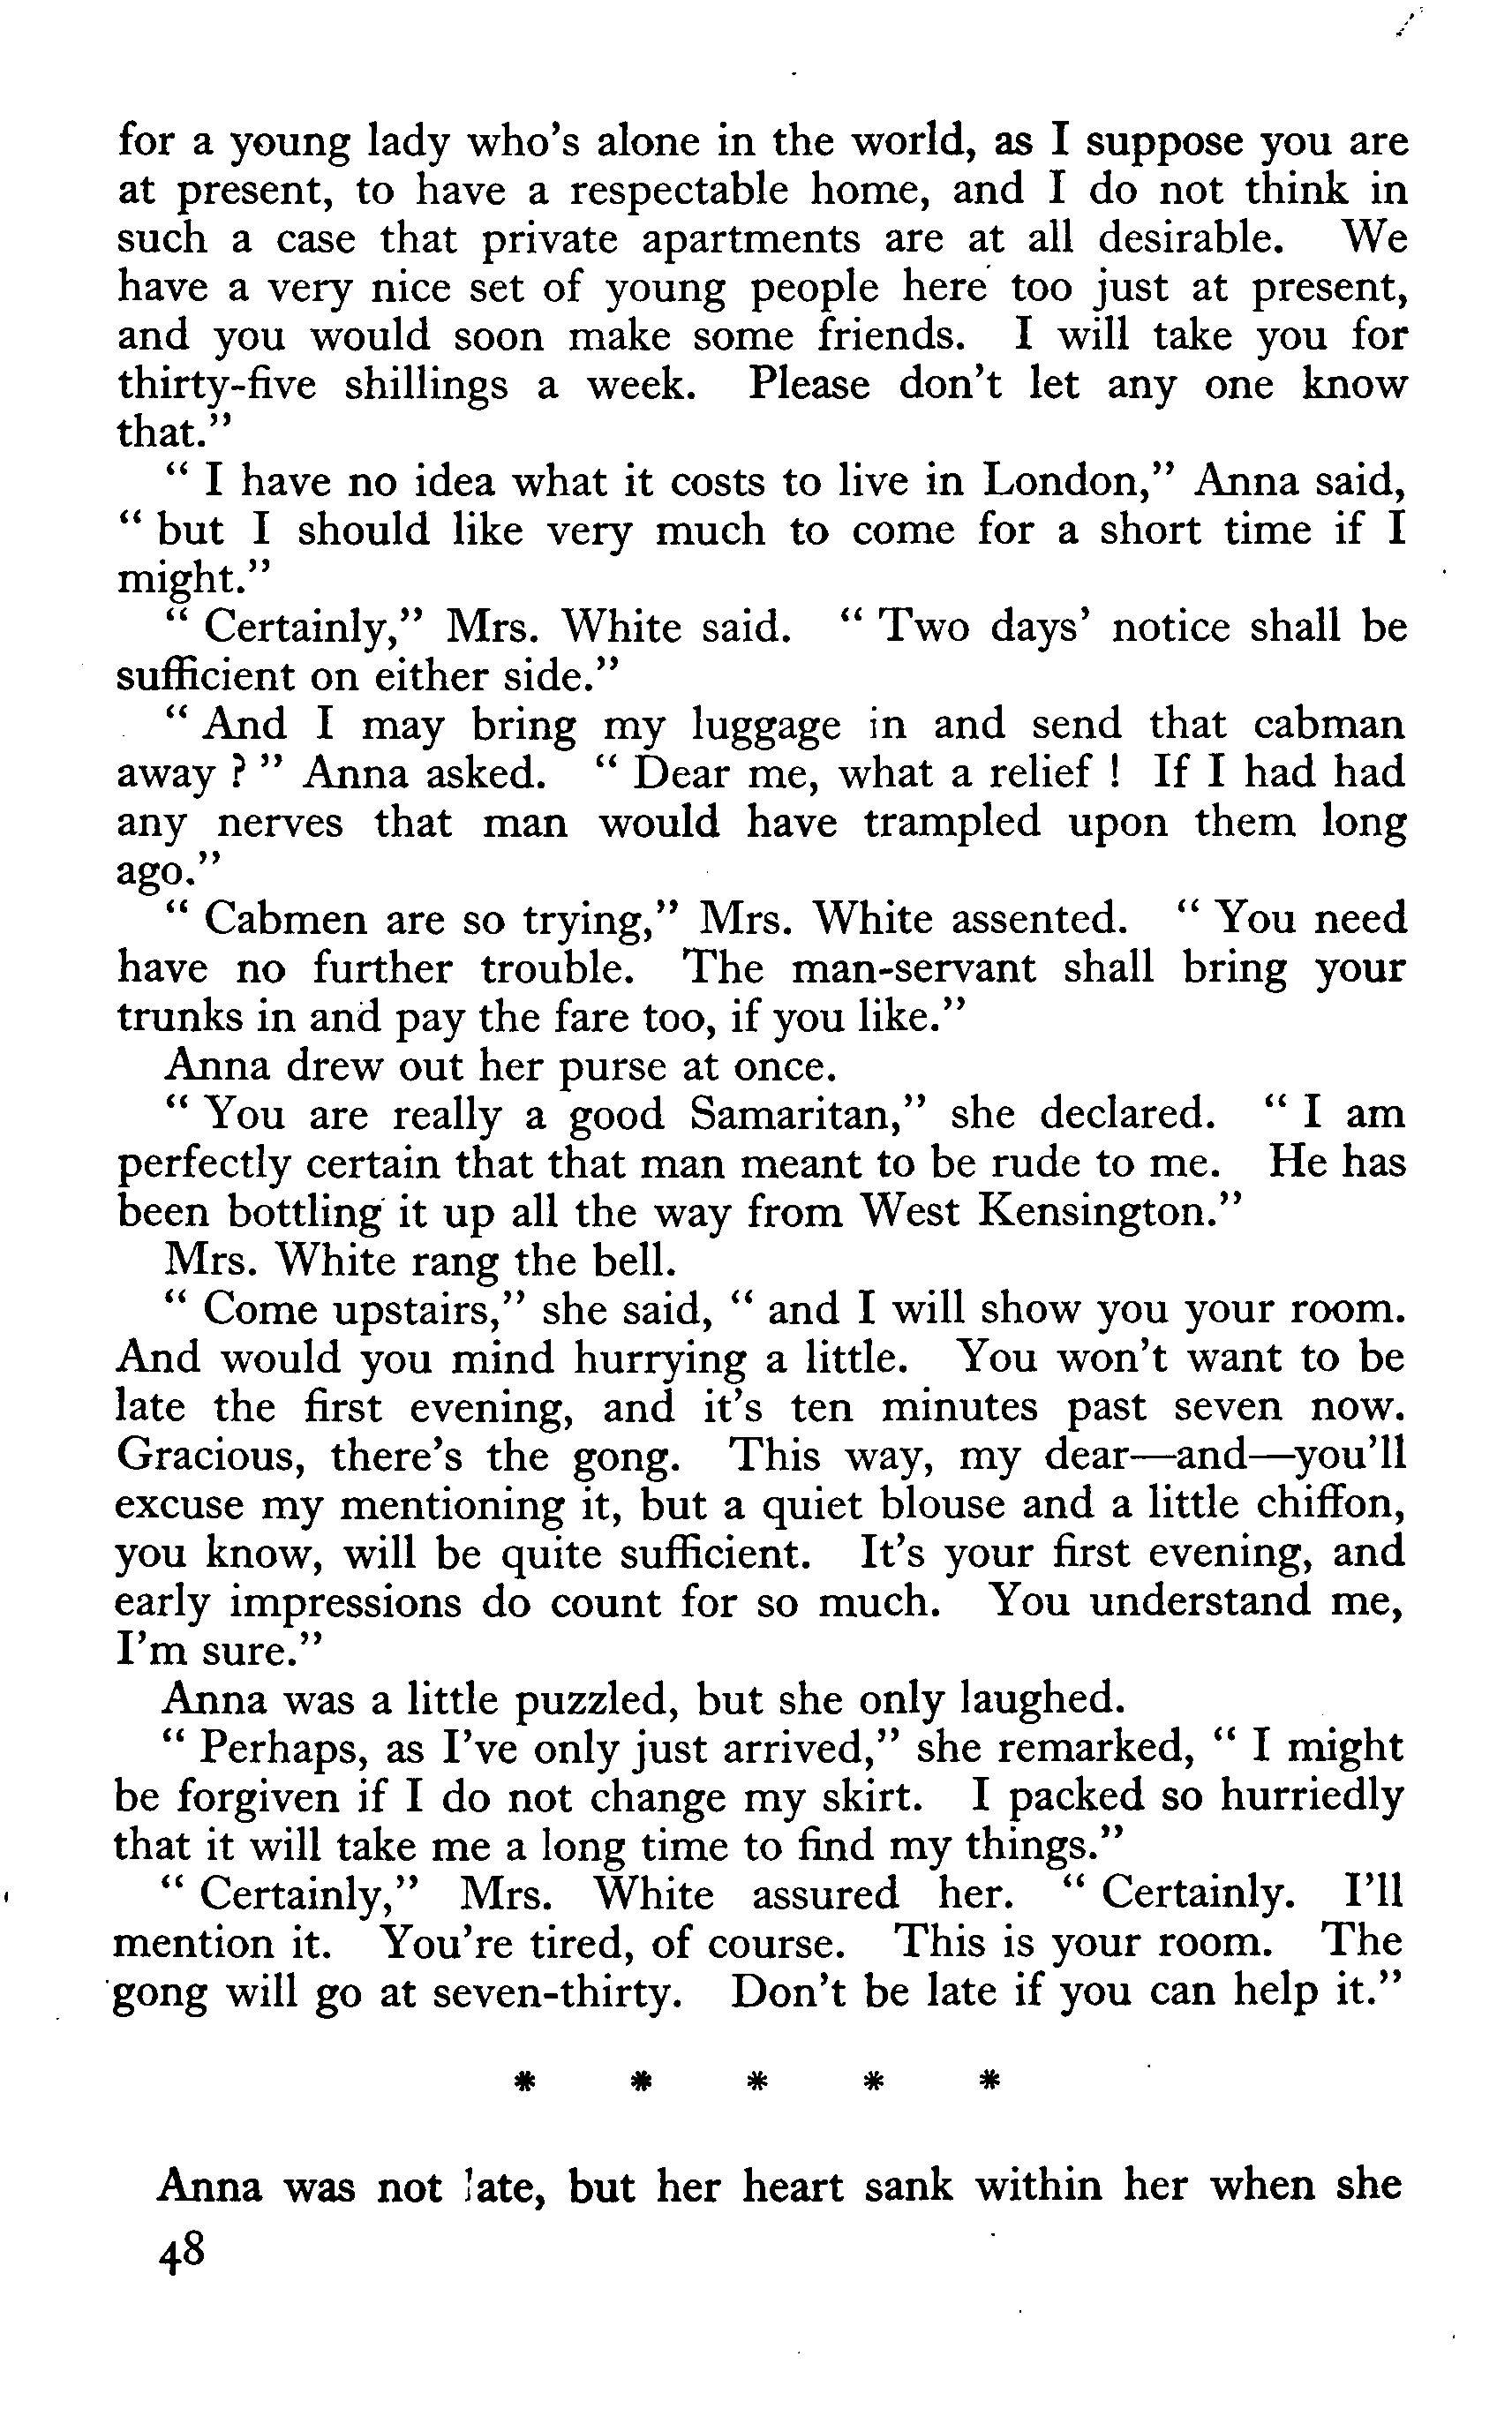 for a young lady who's alone in the world, as I suppose you are
at present, to have a respectable home, and I do not think in
such a case that private apartments are at all desirable. We
have a very nice set of young people here too just at present,
and you would soon make some friends. I will take you for
thirty-five shillings a week. Please don't let any one know
that."
" I have no idea what it costs to live in London," Anna said,
" but I should like very much to come for a short time if I
might."
" Certainly," Mrs. White said. " Two days' notice shall be
sufficient on either side."
" And I may bring my luggage in and send that cabman
away ? " Anna asked. " Dear me, what a relief ! If I had had
any nerves that man would have trampled upon them long
ago."
" Cabmen are so trying," Mrs. White assented. " You need
have no further trouble. The man-servant shall bring your
trunks in and pay the fare too, if you like."
Anna drew out her purse at once.
" You are really a good Samaritan," she declared. " I am
perfectly certain that that man meant to be rude to me. He has
been bottling it up all the way from West Kensington."
Mrs. White rang the bell.
" Come upstairs," she said, " and I will show you your room.
And would you mind hurrying a little. You won't want to be
late the first evening, and it's ten minutes past seven now.
Gracious, there's the gong. This way, my dear—and—you'll
excuse my mentioning it, but a quiet blouse and a little chiffon,
you know, will be quite sufficient. It's your first evening, and
early impressions do count for so much. You understand me,
I'm sure."
Anna was a little puzzled, but she only laughed.
" Perhaps, as I've only just arrived," she remarked, " I might
be forgiven if I do not change my skirt. I packed so hurriedly
that it will take me a long time to find my things."
" Certainly," Mrs. White assured her. " Certainly. I'll
mention it. You're tired, of course. This is your room. The
gong will go at seven-thirty. Don't be late if you can help it."
* * * * *
Anna was not late, but her heart sank within her when she
48